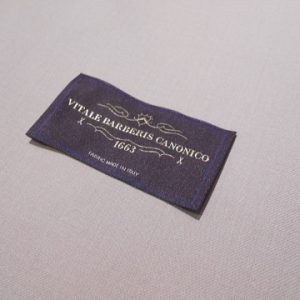 VITALE BARBERIS CANONICO
1663
FABRIC MADE IN ITALY